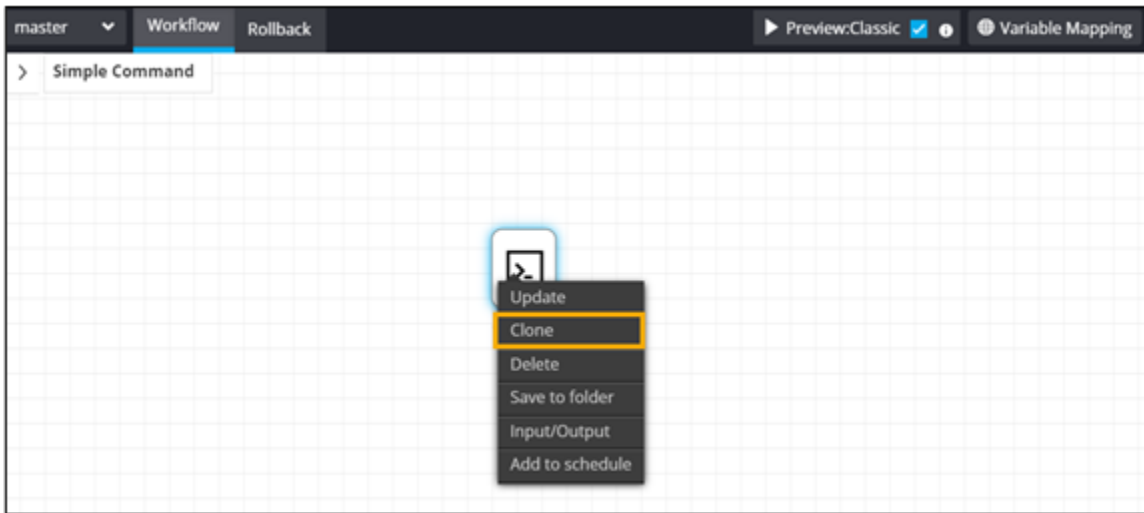 master Workflow Rollback Preview:Classic Variable Mapping
Simple Command
Update
Clone
Delete
Save to folder
Input/Output
Add to schedule